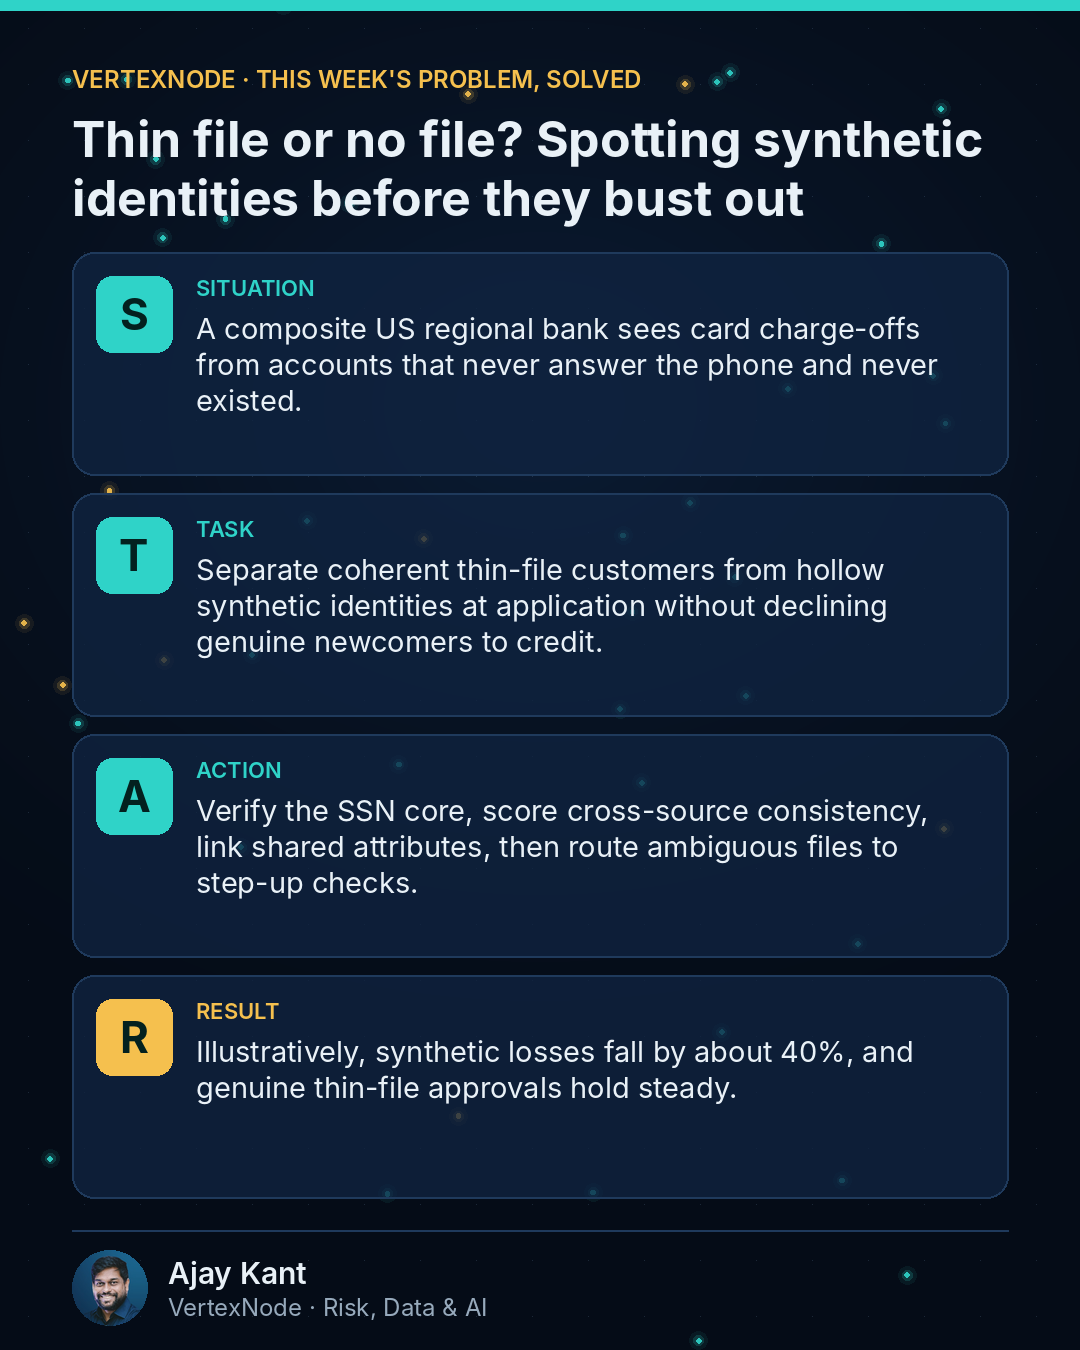 VERTEXNODE · THIS WEEK'S PROBLEM, SOLVED
Thin file or no file? Spotting synthetic
identities before they bust out
S
SITUATION
A composite US regional bank sees card charge-offs
from accounts that never answer the phone and never
existed.
T
TASK
Separate coherent thin-file customers from hollow
synthetic identities at application without declining
genuine newcomers to credit.
A
ACTION
Verify the SSN core, score cross-source consistency,
link shared attributes, then route ambiguous files to
step-up checks.
R
RESULT
Illustratively, synthetic losses fall by about 40%, and
genuine thin-file approvals hold steady.
Ajay Kant
VertexNode · Risk, Data & AI